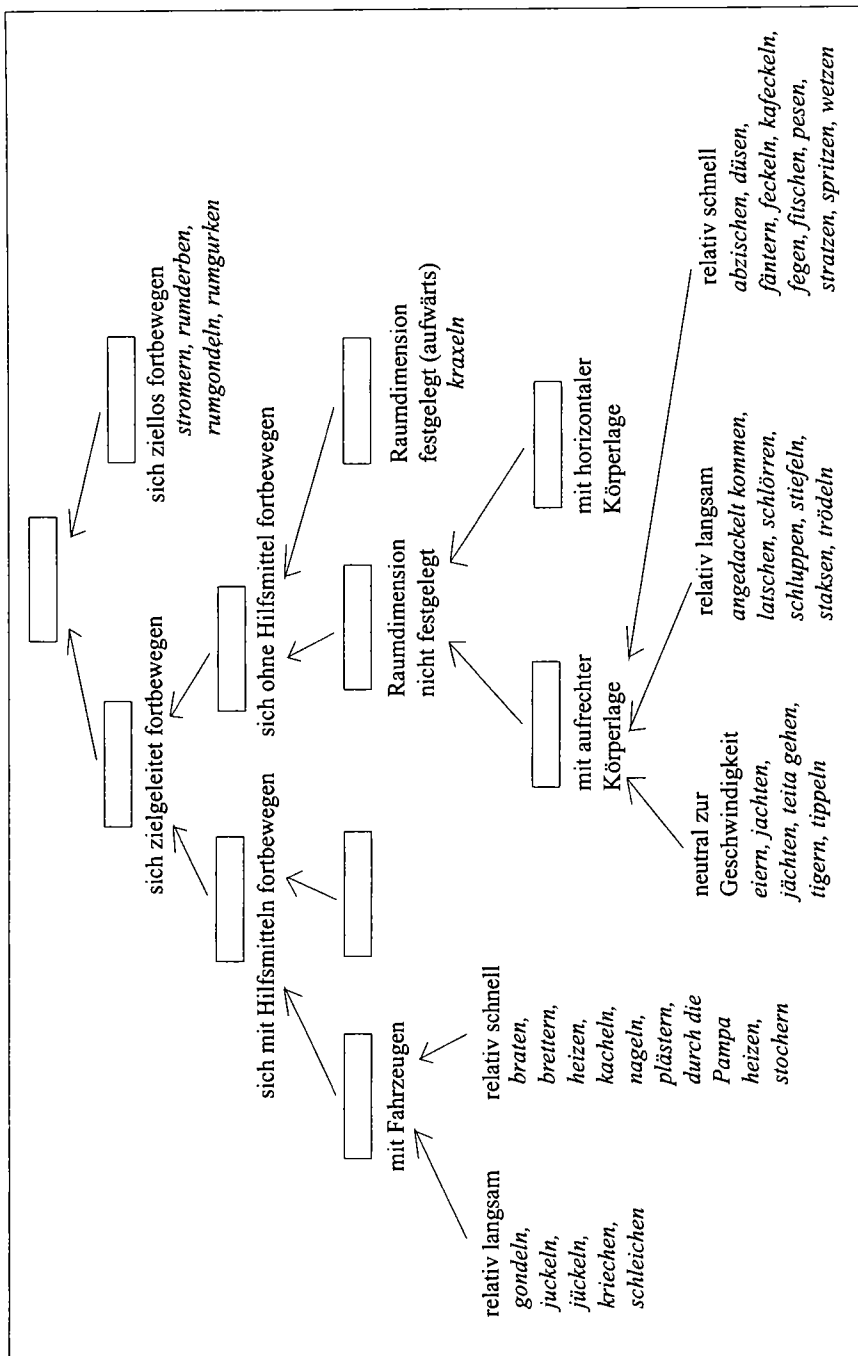 sich zielgeleitet fortbewegen
sich ziellos fortbewegen
stromern, rumderben,
rumgondeln, rumgurken
sich mit Hilfsmitteln fortbewegen
sich ohne Hilfsmittel fortbewegen
mit Fahrzeugen
Raumdimension
nicht festgelegt
Raumdimension
festgelegt (aufwärts)
kraxeln
relativ langsam
gondeln,
juckeln,
jückeln,
kriechen,
schleichen
relativ schnell
braten,
brettern,
heizen,
kacheln,
nageln,
plästern,
durch die
Pampa
heizen,
stochern
mit aufrechter
Körperlage
mit horizontaler
Körperlage
neutral zur
Geschwindigkeit
eiern, jachten,
jächten, teita gehen,
tigern, tippeln
relativ langsam
angedackelt kommen,
latschen, schlörren,
schluppen, stiefeln,
staksen, trödeln
relativ schnell
abzischen, düsen,
fäntern, feckeln, kafeckeln,
fegen, fitschen, pesen,
stratzen, spritzen, wetzen